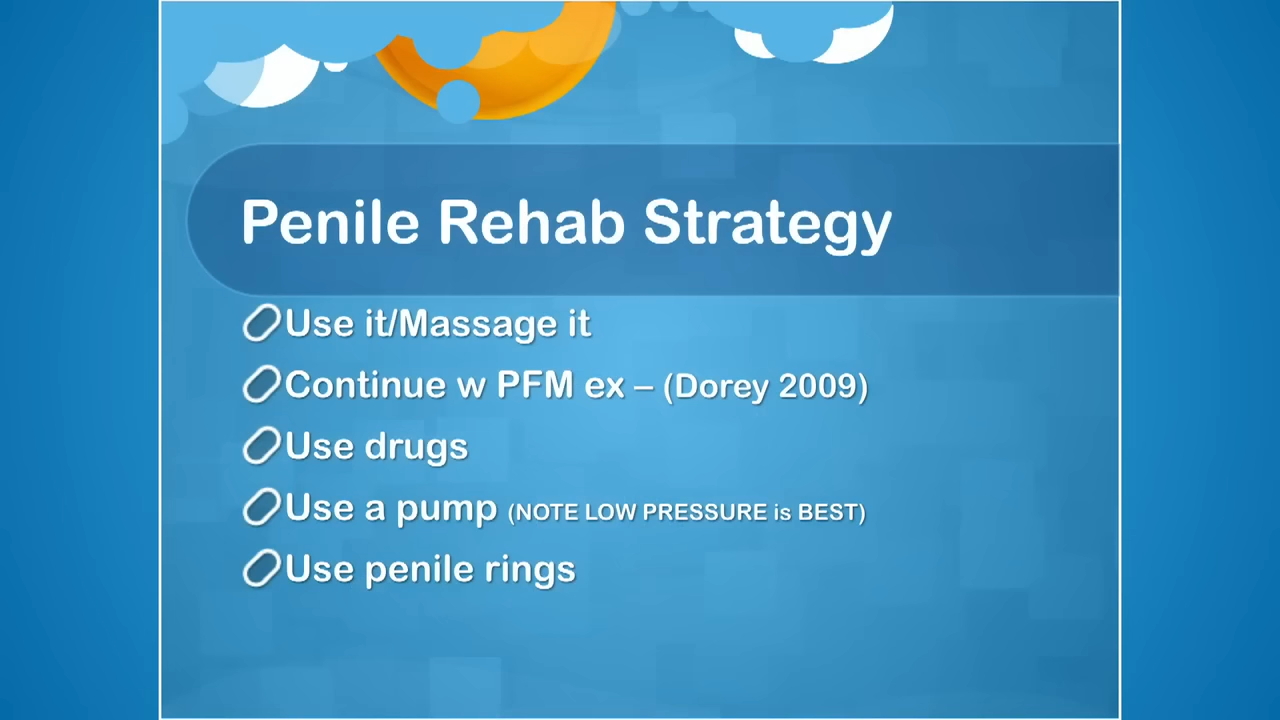 Penile Rehab Strategy
Use it/Massage it
Continue w PFM ex – (Dorey 2009)
Use drugs
Use a pump (NOTE LOW PRESSURE is BEST)
Use penile rings